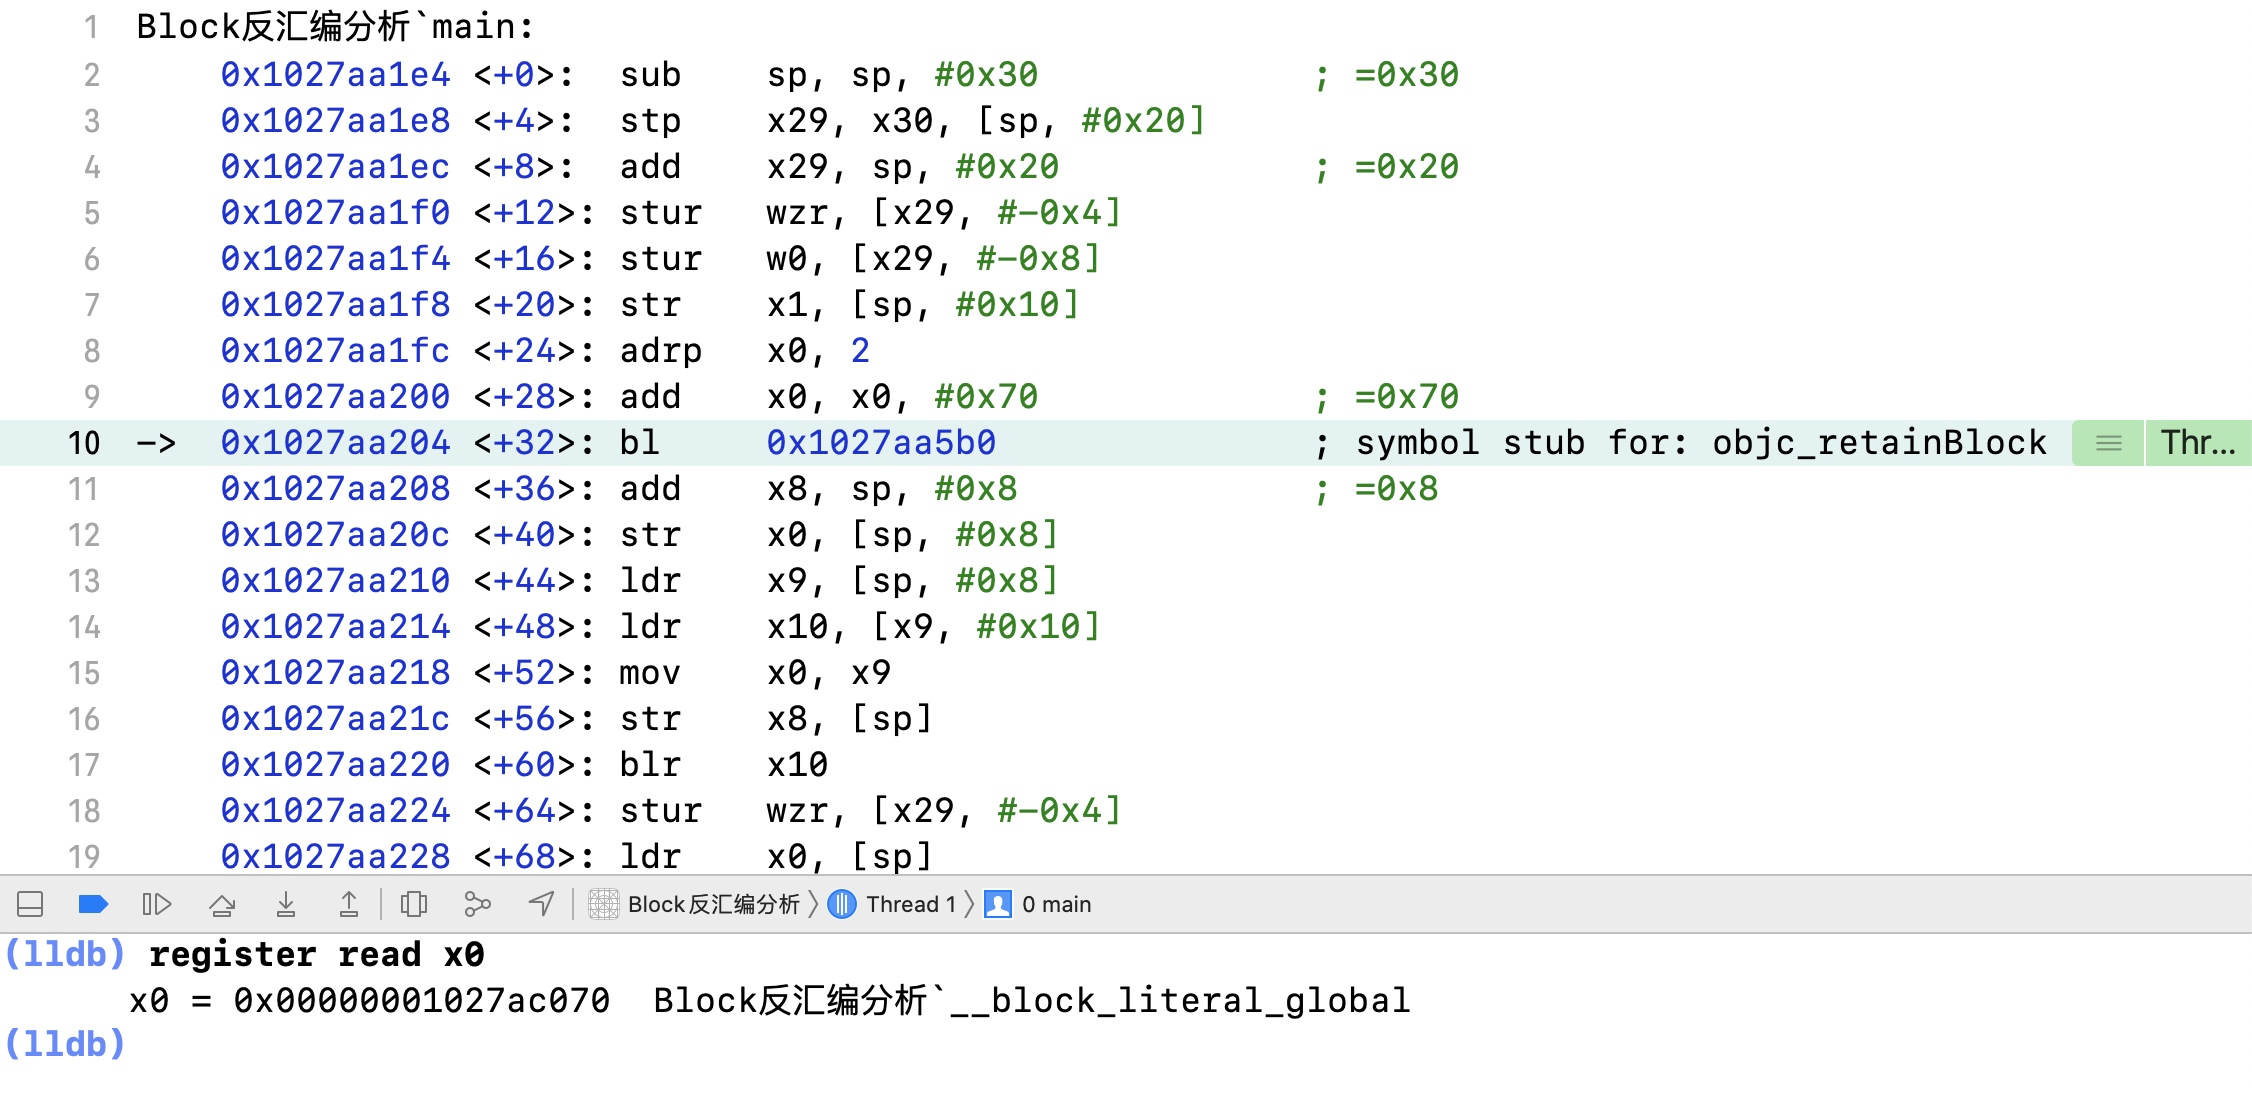 1 Block反汇编分析`main:
2 0x1027aa1e4 <+0>: sub sp, sp, #0x30 ; =0x30
3 0x1027aa1e8 <+4>: stp x29, x30, [sp, #0x20]
4 0x1027aa1ec <+8>: add x29, sp, #0x20 ; =0x20
5 0x1027aa1f0 <+12>: stur wzr, [x29, #-0x4]
6 0x1027aa1f4 <+16>: stur w0, [x29, #-0x8]
7 0x1027aa1f8 <+20>: str x1, [sp, #0x10]
8 0x1027aa1fc <+24>: adrp x0, 2
9 0x1027aa200 <+28>: add x0, x0, #0x70 ; =0x70
10 -> 0x1027aa204 <+32>: bl 0x1027aa5b0 ; symbol stub for: objc_retainBlock Thr...
11 0x1027aa208 <+36>: add x8, sp, #0x8 ; =0x8
12 0x1027aa20c <+40>: str x0, [sp, #0x8]
13 0x1027aa210 <+44>: ldr x9, [sp, #0x8]
14 0x1027aa214 <+48>: ldr x10, [x9, #0x10]
15 0x1027aa218 <+52>: mov x0, x9
16 0x1027aa21c <+56>: str x8, [sp]
17 0x1027aa220 <+60>: blr x10
18 0x1027aa224 <+64>: stur wzr, [x29, #-0x4]
19 0x1027aa228 <+68>: ldr x0, [sp]
Block反汇编分析 〉 Thread 1 〉 0 main
(lldb) register read x0
x0 = 0x00000001027ac070 Block反汇编分析`__block_literal_global
(lldb)